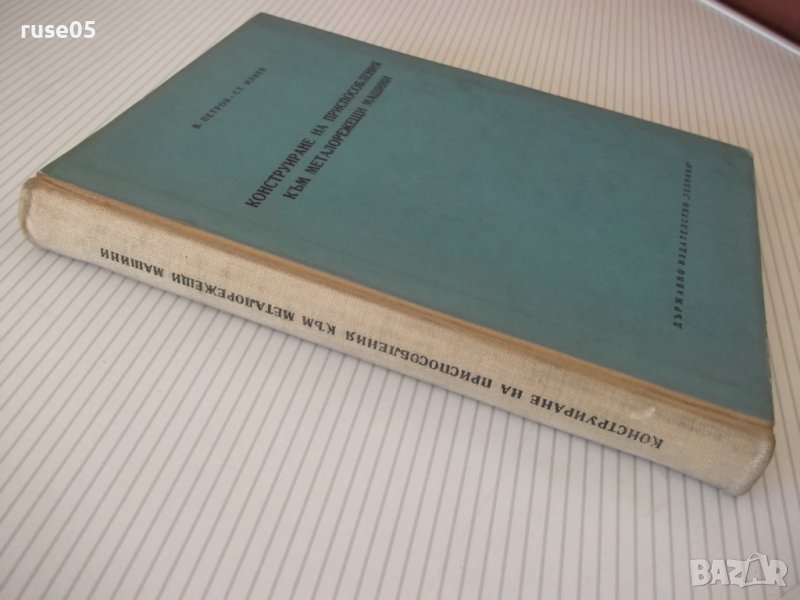 ruse05
В. ПЕТРОВ - СТ. ИЛИЕВ
КОНСТРУИРАНЕ НА ПРИСПОСОБЛЕНИЯ
КЪМ МЕТАЛОРЕЖЕЩИ МАШИНИ
ДЪРЖАВНО ИЗДАТЕЛСТВО „ТЕХНИКА“
КОНСТРУИРАНЕ НА ПРИСПОСОБЛЕНИЯ КЪМ МЕТАЛОРЕЖЕЩИ МАШИНИ
BAZAR